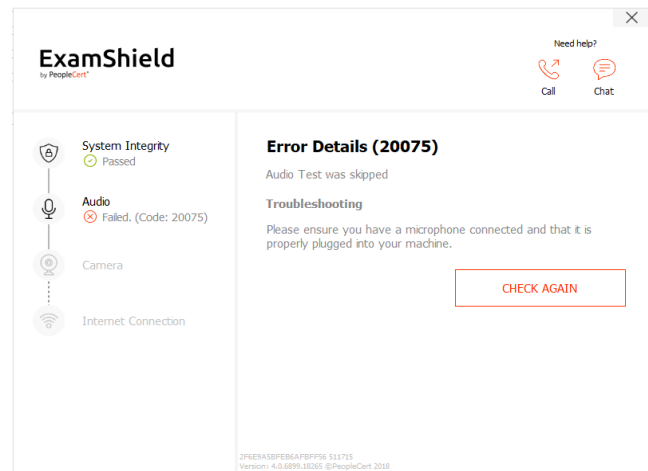 Need help?
ExamShield
by PeopleCert
Call
Chat
System Integrity
Passed
Audio
Failed. (Code: 20075)
Camera
Internet Connection
Error Details (20075)
Audio Test was skipped
Troubleshooting
Please ensure you have a microphone connected and that it is
properly plugged into your machine.
CHECK AGAIN
Version: 4.0.6899.18265 ©PeopleCert 2018